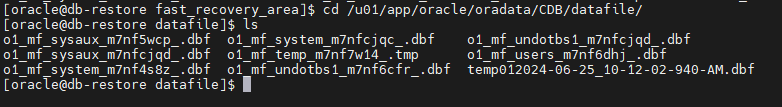 [oracle@db-restore fast_recovery_area]$ cd /u01/app/oracle/oradata/CDB/datafile/
[oracle@db-restore datafile]$ ls
o1_mf_sysaux_m7nf5wcp_.dbf o1_mf_system_m7nfcjqc_.dbf o1_mf_undotbs1_m7nfcjqd_.dbf
o1_mf_sysaux_m7nfcjqd_.dbf o1_mf_temp_m7nf7w14_.tmp o1_mf_users_m7nf6dhj_.dbf
o1_mf_system_m7nf4s8z_.dbf o1_mf_undotbs1_m7nf6cfr_.dbf temp012024-06-25_10-12-02-940-AM.dbf
[oracle@db-restore datafile]$